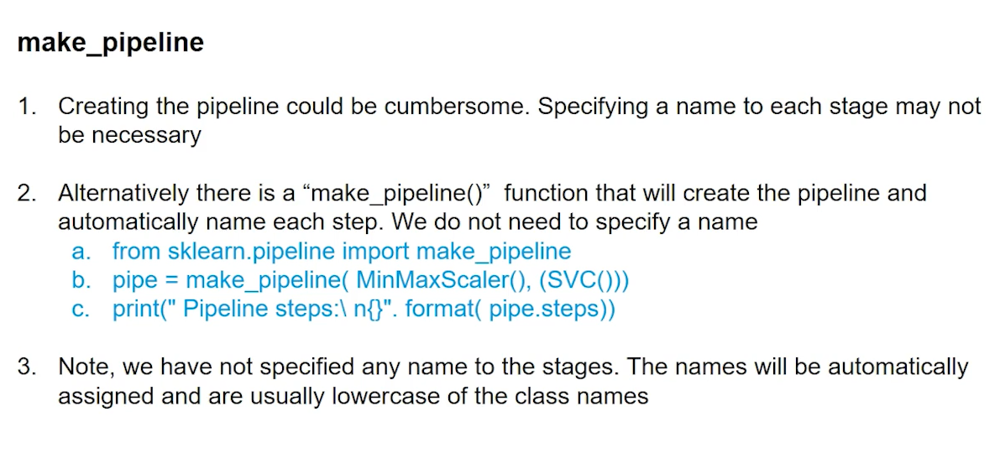 make_pipeline
1. Creating the pipeline could be cumbersome. Specifying a name to each stage may not
be necessary
2. Alternatively there is a “make_pipeline()”  function that will create the pipeline and
automatically name each step. We do not need to specify a name
a. from sklearn.pipeline import make_pipeline
b. pipe = make_pipeline( MinMaxScaler(), (SVC()))
c. print(" Pipeline steps:\ n{}". format( pipe.steps))
3. Note, we have not specified any name to the stages. The names will be automatically
assigned and are usually lowercase of the class names